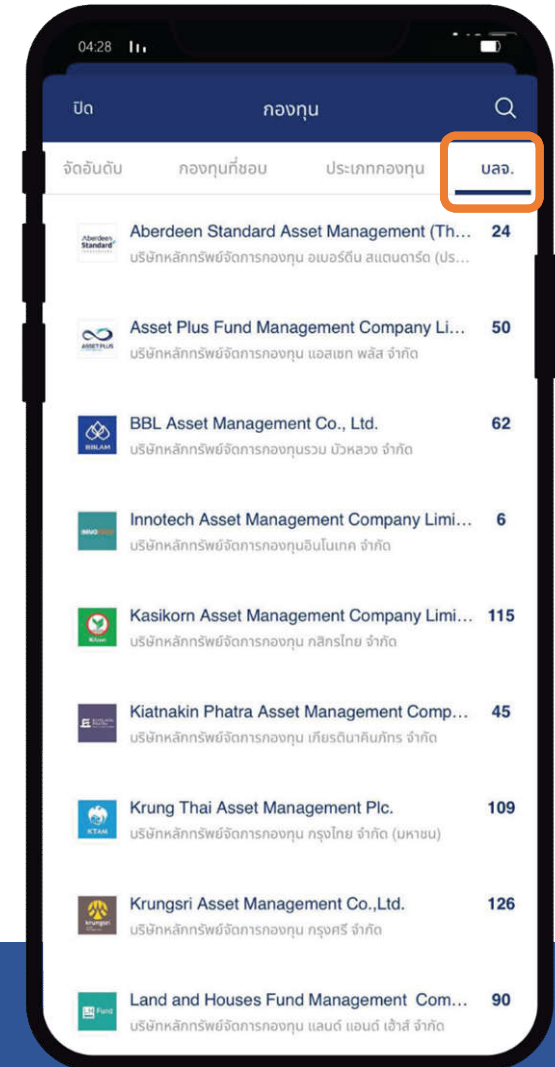 04:28
ปิด กองทุน
จัดอันดับ กองทุนที่ชอบ ประเภทกองทุน บลจ.
Aberdeen Standard Asset Management (Th... 24
Aberdeen Standard
บริษัทหลักทรัพย์จัดการกองทุน อเบอร์ดีน สแตนดาร์ด (ปร...
Asset Plus Fund Management Company Li... 50
ASSET PLUS
บริษัทหลักทรัพย์จัดการกองทุน แอสเซท พลัส จำกัด
BBL Asset Management Co., Ltd. 62
BBLAM
บริษัทหลักทรัพย์จัดการกองทุนรวม บัวหลวง จำกัด
Innotech Asset Management Company Limi... 6
บริษัทหลักทรัพย์จัดการกองทุนอินโนเทค จำกัด
Kasikorn Asset Management Company Limi... 115
บริษัทหลักทรัพย์จัดการกองทุน กสิกรไทย จำกัด
Kiatnakin Phatra Asset Management Comp... 45
บริษัทหลักทรัพย์จัดการกองทุน เกียรตินาคินภัทร จำกัด
Krung Thai Asset Management Plc. 109
KTAM
บริษัทหลักทรัพย์จัดการกองทุน กรุงไทย จำกัด (มหาชน)
Krungsri Asset Management Co.,Ltd. 126
krungsri
บริษัทหลักทรัพย์จัดการกองทุน กรุงศรี จำกัด
Land and Houses Fund Management Com... 90
LH Fund
บริษัทหลักทรัพย์จัดการกองทุน แลนด์ แอนด์ เฮ้าส์ จำกัด